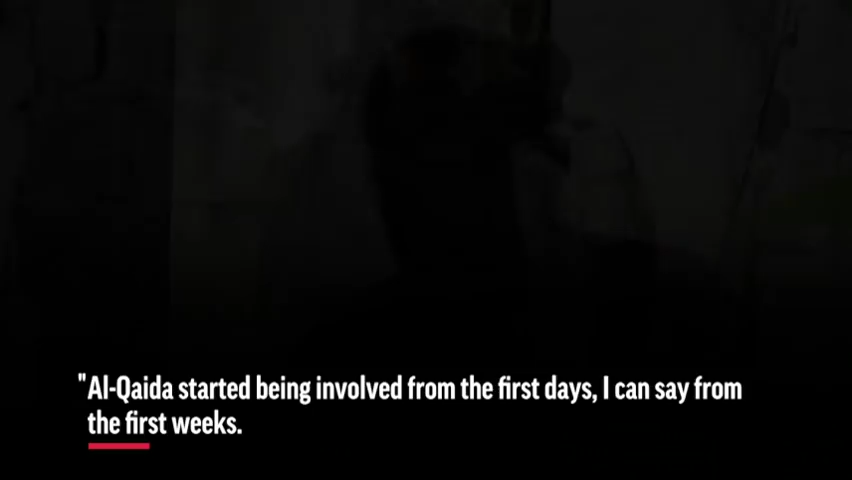 "Al-Qaida started being involved from the first days, I can say from
the first weeks.